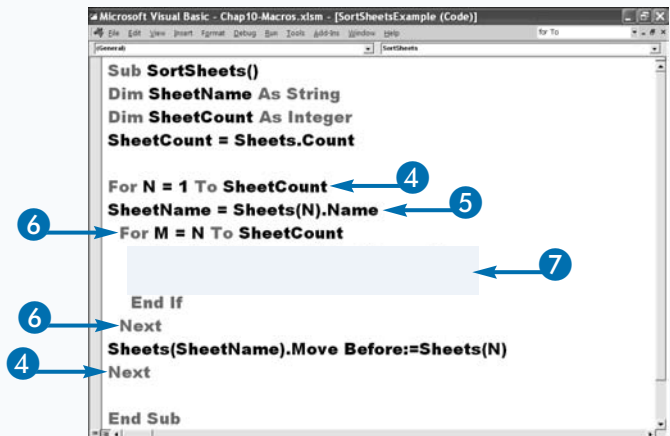 Microsoft Visual Basic - Chap10-Macros.xlsm - [SortSheetsExample (Code)]
File Edit View Insert Format Debug Run Tools Add-Ins Window Help for To
(General) SortSheets
Sub SortSheets()
Dim SheetName As String
Dim SheetCount As Integer
SheetCount = Sheets.Count
For N = 1 To SheetCount 4
SheetName = Sheets(N).Name 5
6 For M = N To SheetCount
7
End If
6 Next
Sheets(SheetName).Move Before:=Sheets(N)
4 Next
End Sub